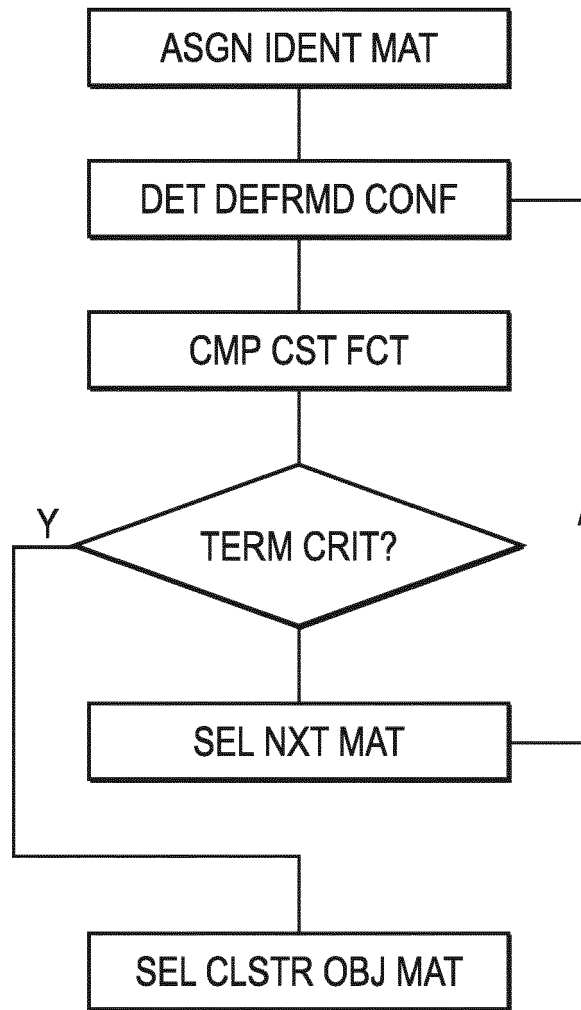 ASGN IDENT MAT
DET DEFRMD CONF
CMP CST FCT
Y
TERM CRIT?
SEL NXT MAT
SEL CLSTR OBJ MAT